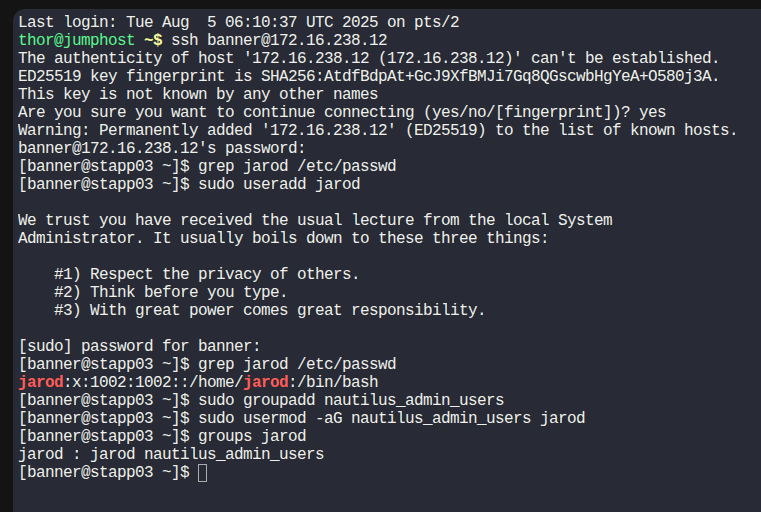 Last login: Tue Aug  5 06:10:37 UTC 2025 on pts/2
thor@jumphost ~$ ssh banner@172.16.238.12
The authenticity of host '172.16.238.12 (172.16.238.12)' can't be established.
ED25519 key fingerprint is SHA256:AtdfBdpAt+GcJ9XfBMJi7Gq8QGscwbHgYeA+O580j3A.
This key is not known by any other names
Are you sure you want to continue connecting (yes/no/[fingerprint])? yes
Warning: Permanently added '172.16.238.12' (ED25519) to the list of known hosts.
banner@172.16.238.12's password:
[banner@stapp03 ~]$ grep jarod /etc/passwd
[banner@stapp03 ~]$ sudo useradd jarod

We trust you have received the usual lecture from the local System
Administrator. It usually boils down to these three things:

    #1) Respect the privacy of others.
    #2) Think before you type.
    #3) With great power comes great responsibility.

[sudo] password for banner:
[banner@stapp03 ~]$ grep jarod /etc/passwd
jarod:x:1002:1002::/home/jarod:/bin/bash
[banner@stapp03 ~]$ sudo groupadd nautilus_admin_users
[banner@stapp03 ~]$ sudo usermod -aG nautilus_admin_users jarod
[banner@stapp03 ~]$ groups jarod
jarod : jarod nautilus_admin_users
[banner@stapp03 ~]$